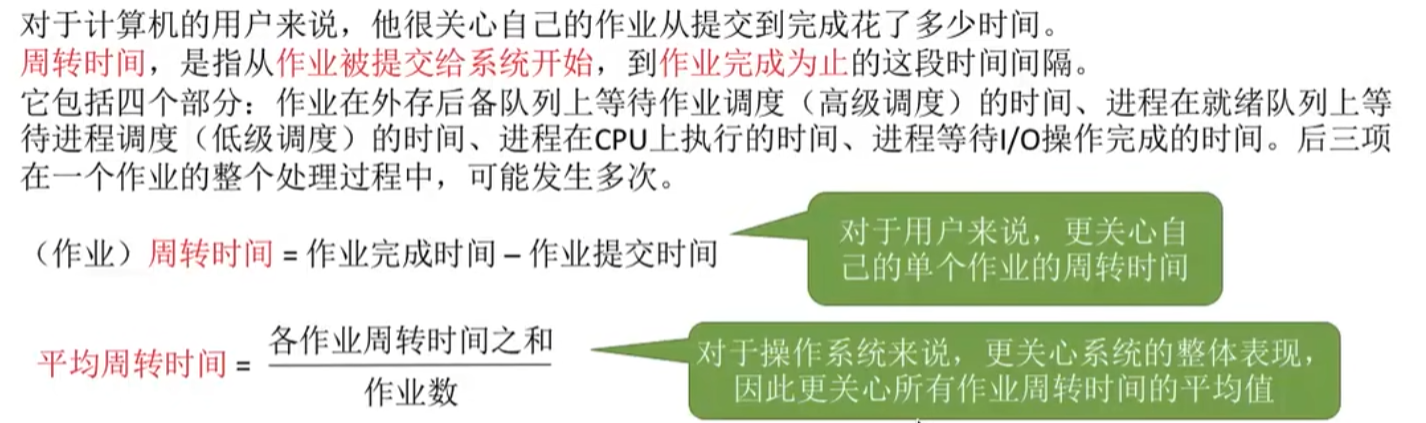 对于计算机的用户来说，他很关心自己的作业从提交到完成花了多少时间。
周转时间，是指从作业被提交给系统开始，到作业完成为止的这段时间间隔。
它包括四个部分：作业在外存后备队列上等待作业调度（高级调度）的时间、进程在就绪队列上等
待进程调度（低级调度）的时间、进程在CPU上执行的时间、进程等待I/O操作完成的时间。后三项
在一个作业的整个处理过程中，可能发生多次。
对于用户来说，更关心自
己的单个作业的周转时间
（作业）周转时间 = 作业完成时间 – 作业提交时间
平均周转时间 =
各作业周转时间之和
作业数
对于操作系统来说，更关心系统的整体表现，
因此更关心所有作业周转时间的平均值